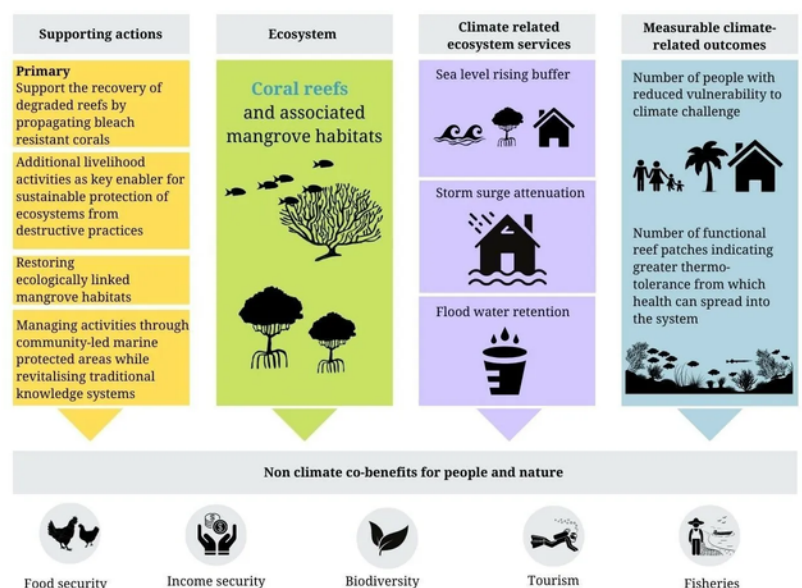 Supporting actions
Primary
Support the recovery of
degraded reefs by
propagating bleach
resistant corals
Additional livelihood
activities as key enabler for
sustainable protection of
ecosystems from
destructive practices
Restoring
ecologically linked
mangrove habitats
Managing activities through
community-led marine
protected areas while
revitalising traditional
knowledge systems
Ecosystem
Coral reefs
and associated
mangrove habitats
Climate related
ecosystem services
Sea level rising buffer
Storm surge attenuation
Flood water retention
Measurable climate-
related outcomes
Number of people with
reduced vulnerability to
climate challenge
Number of functional
reef patches indicating
greater thermo-
tolerance from which
health can spread into
the system
Non climate co-benefits for people and nature
Food security
Income security
Biodiversity
Tourism
Fisheries